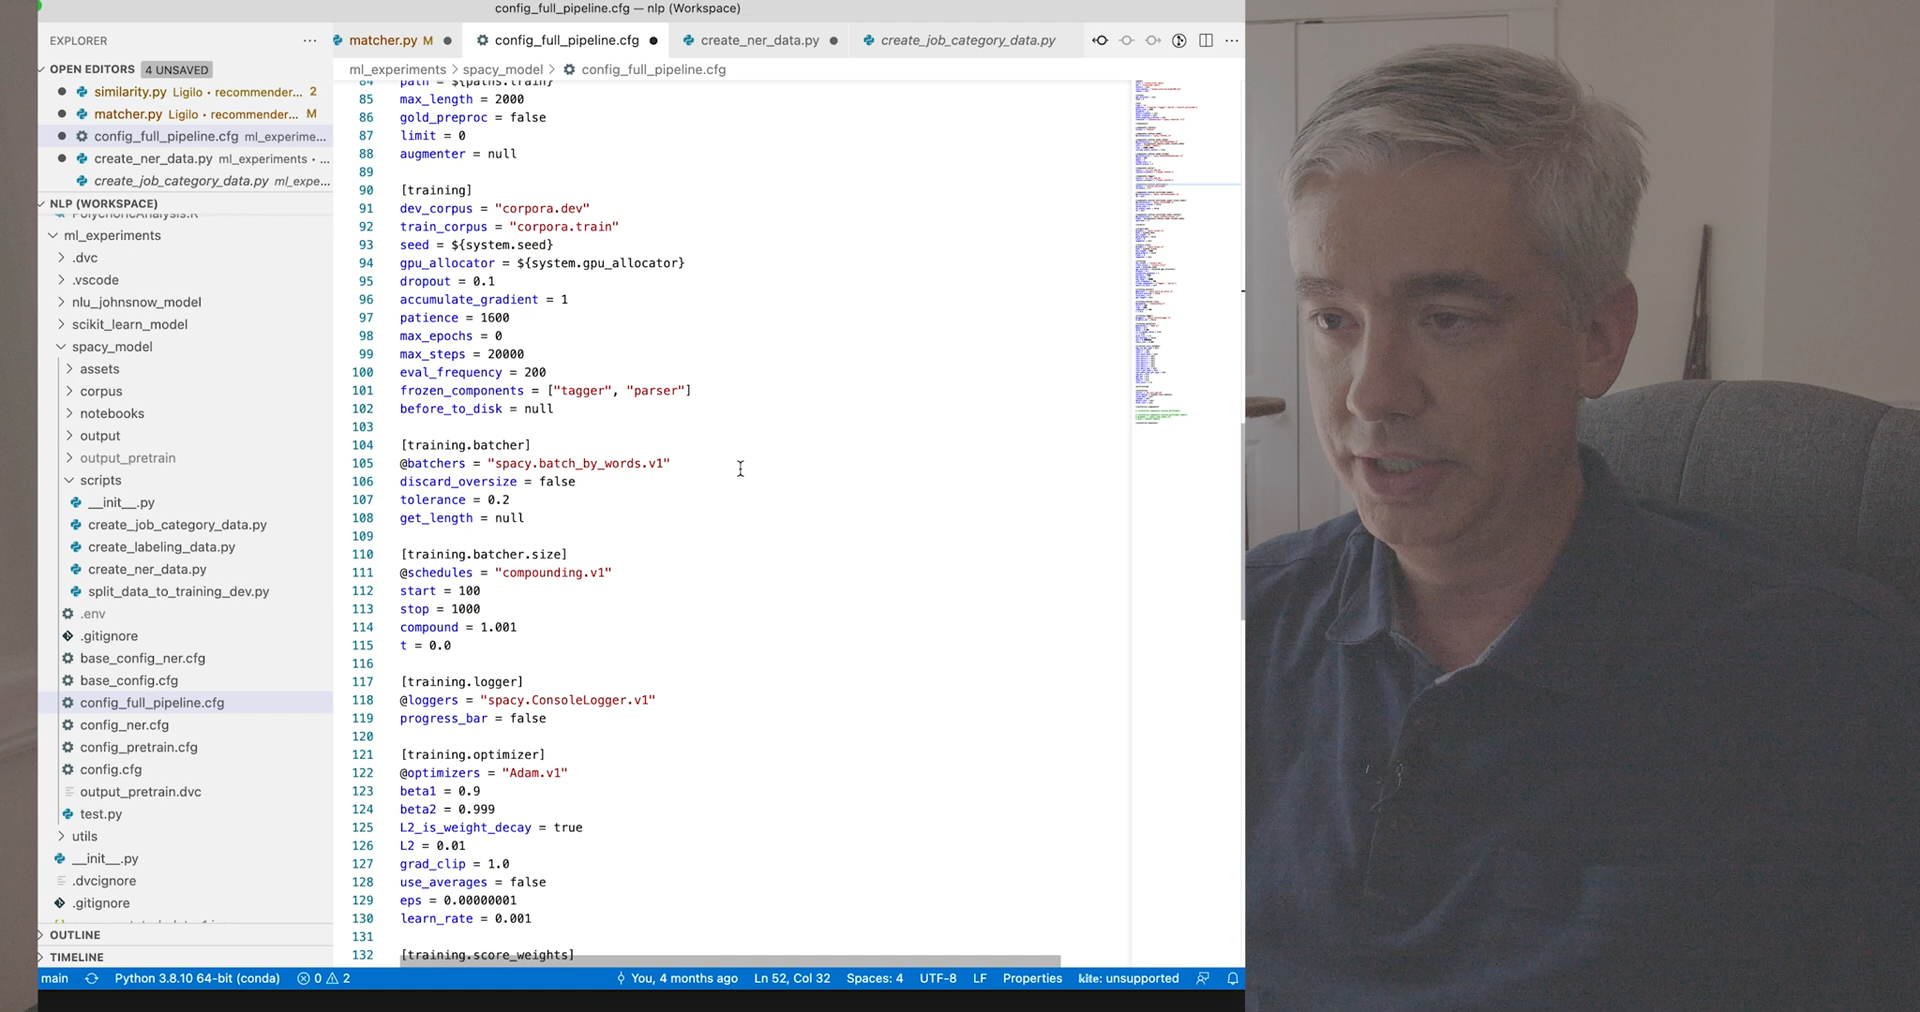 config_full_pipeline.cfg — nlp (Workspace)
EXPLORER
matcher.py M
config_full_pipeline.cfg
create_ner_data.py
create_job_category_data.py
OPEN EDITORS 4 UNSAVED
similarity.py Ligilo • recommender... 2
matcher.py Ligilo • recommender... M
config_full_pipeline.cfg ml_experime...
create_ner_data.py ml_experiments • ...
create_job_category_data.py ml_expe...
NLP (WORKSPACE)
PolychoricAnalysis.R
ml_experiments
.dvc
.vscode
nlu_johnsnow_model
scikit_learn_model
spacy_model
assets
corpus
notebooks
output
output_pretrain
scripts
__init__.py
create_job_category_data.py
create_labeling_data.py
create_ner_data.py
split_data_to_training_dev.py
.env
.gitignore
base_config_ner.cfg
base_config.cfg
config_full_pipeline.cfg
config_ner.cfg
config_pretrain.cfg
config.cfg
output_pretrain.dvc
test.py
utils
__init__.py
.dvcignore
.gitignore
OUTLINE
TIMELINE
ml_experiments > spacy_model > config_full_pipeline.cfg
84 path = ${paths.train}
85 max_length = 2000
86 gold_preproc = false
87 limit = 0
88 augmenter = null
89
90 [training]
91 dev_corpus = "corpora.dev"
92 train_corpus = "corpora.train"
93 seed = ${system.seed}
94 gpu_allocator = ${system.gpu_allocator}
95 dropout = 0.1
96 accumulate_gradient = 1
97 patience = 1600
98 max_epochs = 0
99 max_steps = 20000
100 eval_frequency = 200
101 frozen_components = ["tagger", "parser"]
102 before_to_disk = null
103
104 [training.batcher]
105 @batchers = "spacy.batch_by_words.v1"
106 discard_oversize = false
107 tolerance = 0.2
108 get_length = null
109
110 [training.batcher.size]
111 @schedules = "compounding.v1"
112 start = 100
113 stop = 1000
114 compound = 1.001
115 t = 0.0
116
117 [training.logger]
118 @loggers = "spacy.ConsoleLogger.v1"
119 progress_bar = false
120
121 [training.optimizer]
122 @optimizers = "Adam.v1"
123 beta1 = 0.9
124 beta2 = 0.999
125 L2_is_weight_decay = true
126 L2 = 0.01
127 grad_clip = 1.0
128 use_averages = false
129 eps = 0.00000001
130 learn_rate = 0.001
131
132 [training.score_weights]
main Python 3.8.10 64-bit (conda) 0 2 You, 4 months ago Ln 52, Col 32 Spaces: 4 UTF-8 LF Properties kite: unsupported